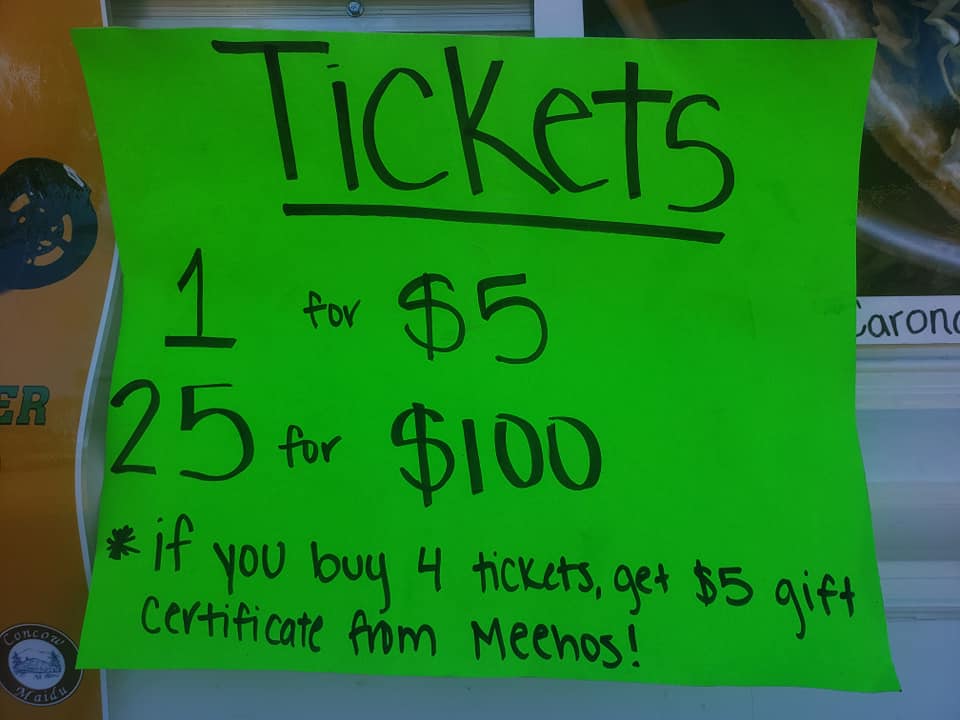 Tickets
1 for $5
25 for $100
* if you buy 4 tickets, get $5 gift
certificate from Meehos!
ER
Concow
Maidu